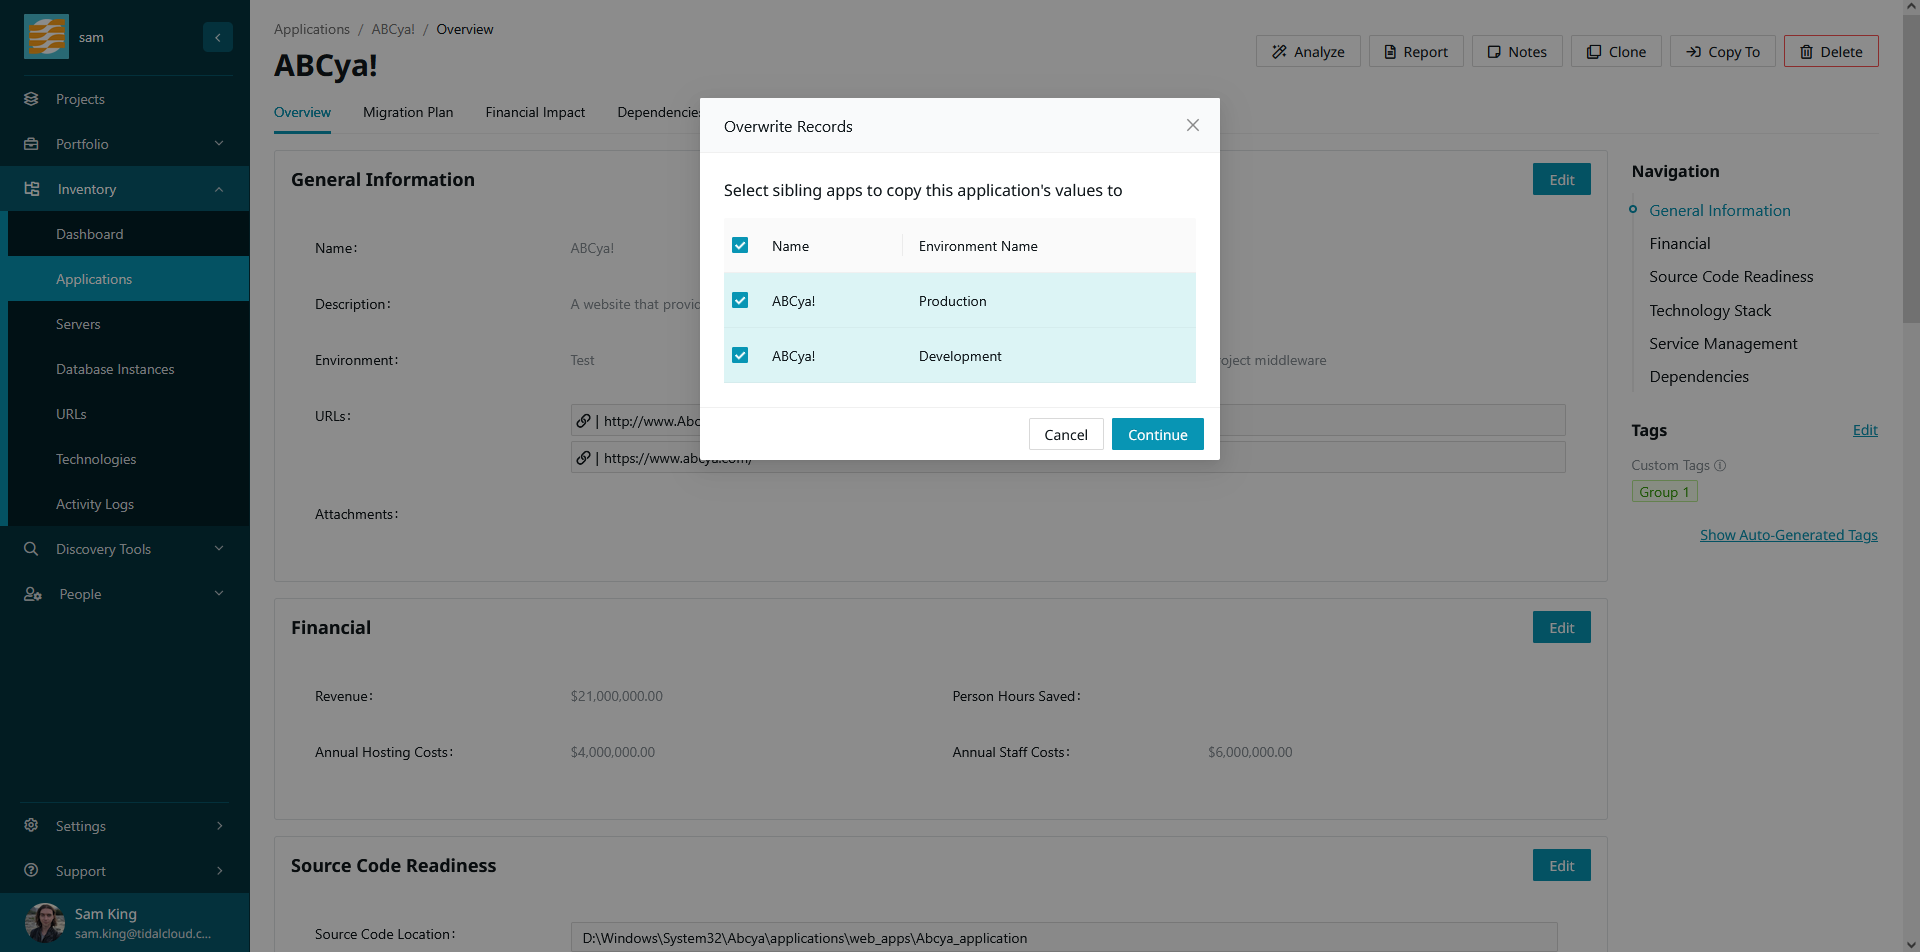 sam
Projects
Portfolio
Inventory
Dashboard
Applications
Servers
Database Instances
URLs
Technologies
Activity Logs
Discovery Tools
People
Settings
Support
Sam King
sam.king@tidalcloud.c...
Applications / ABCya! / Overview
ABCya!
Analyze
Report
Notes
Clone
Copy To
Delete
Overview
Migration Plan
Financial Impact
Dependencies
General Information
Edit
Name:
ABCya!
Description:
A website that provid
Environment:
Test
oject middleware
URLs:
| http://www.Abc
| https://www.abcya.com/
Attachments:
Overwrite Records
Select sibling apps to copy this application's values to
Name
Environment Name
ABCya!
Production
ABCya!
Development
Cancel
Continue
Financial
Edit
Revenue:
$21,000,000.00
Person Hours Saved:
Annual Hosting Costs:
$4,000,000.00
Annual Staff Costs:
$6,000,000.00
Source Code Readiness
Edit
Source Code Location:
D:\Windows\System32\Abcya\applications\web_apps\Abcya_application
Navigation
General Information
Financial
Source Code Readiness
Technology Stack
Service Management
Dependencies
Tags
Edit
Custom Tags
Group 1
Show Auto-Generated Tags